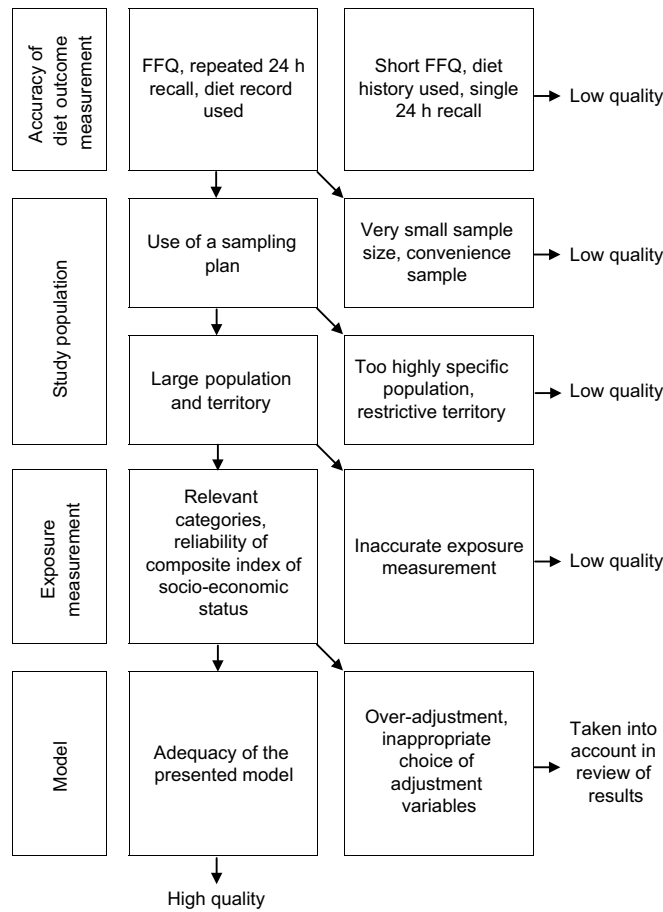 Accuracy of
diet outcome
measurement
FFQ, repeated 24 h
recall, diet record
used
Short FFQ, diet
history used, single
24 h recall
Low quality
Study population
Use of a sampling
plan
Very small sample
size, convenience
sample
Low quality
Large population
and territory
Too highly specific
population,
restrictive territory
Low quality
Exposure
measurement
Relevant
categories,
reliability of
composite index of
socio-economic
status
Inaccurate exposure
measurement
Low quality
Model
Adequacy of the
presented model
Over-adjustment,
inappropriate
choice of
adjustment
variables
Taken into
account in
review of
results
High quality